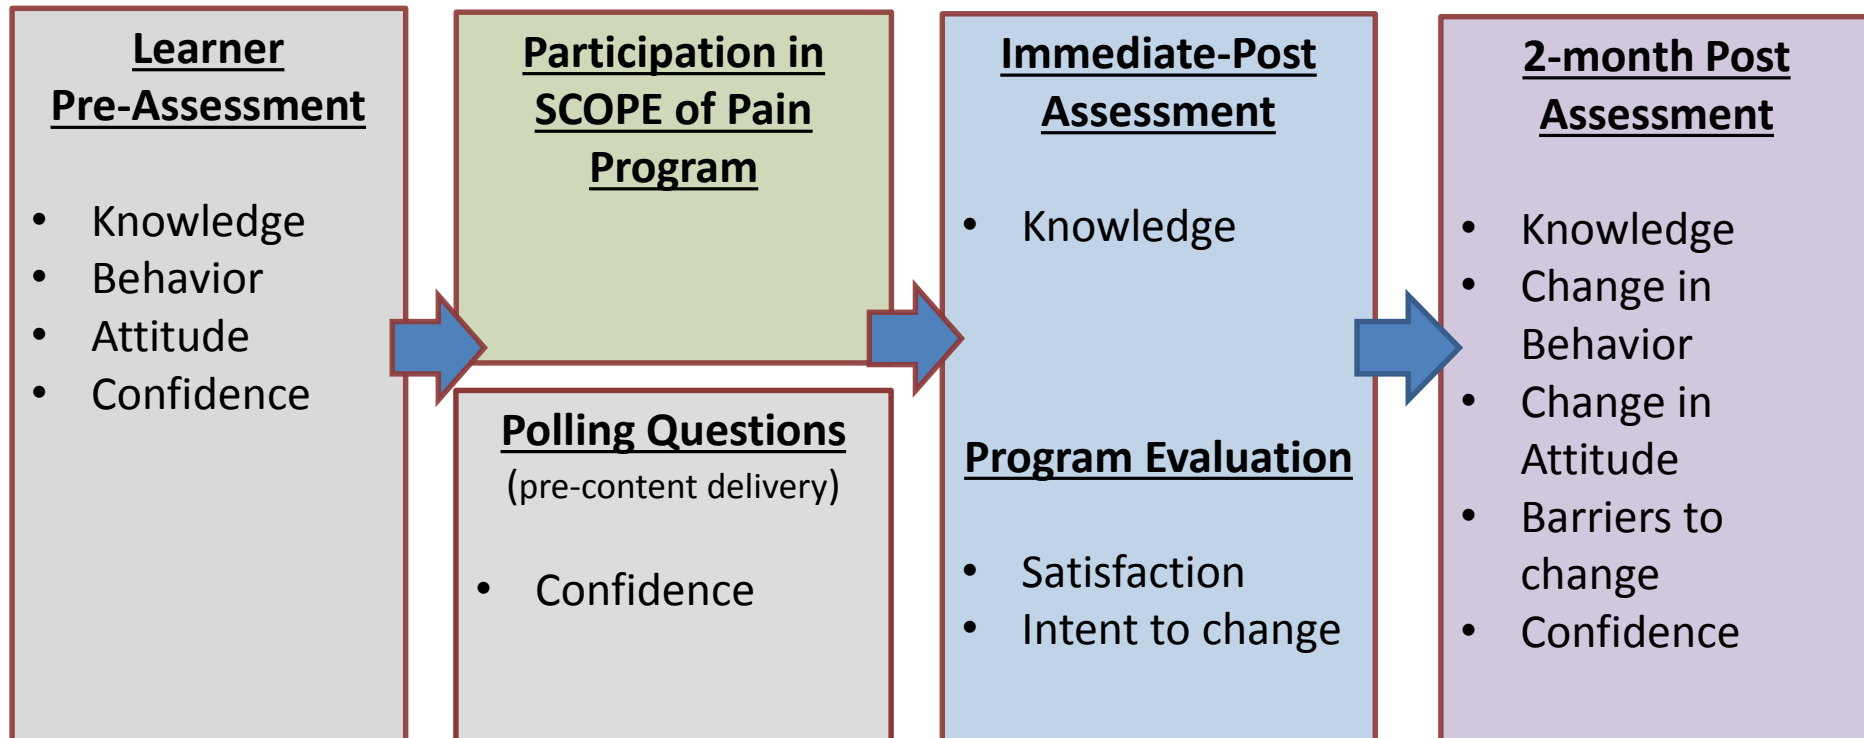 Learner
Pre-Assessment
• Knowledge
• Behavior
• Attitude
• Confidence
Participation in
SCOPE of Pain
Program
Polling Questions
(pre-content delivery)
• Confidence
Immediate-Post
Assessment
• Knowledge
Program Evaluation
• Satisfaction
• Intent to change
2-month Post
Assessment
• Knowledge
• Change in
Behavior
• Change in
Attitude
• Barriers to
change
• Confidence